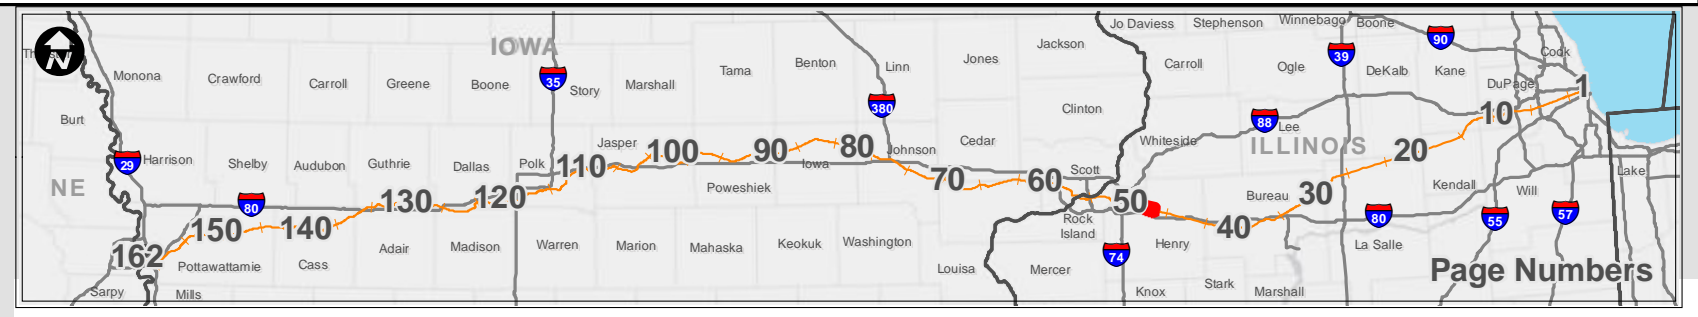 Jo Daviess Stephenson Winnebago Boone
IOWA
Th
N
Jackson
39
90
Cook
Monona Crawford Carroll Greene Boone 35 Story Marshall Tama Benton Linn Jones Carroll Ogle DeKalb Kane DuPage 1
380
Clinton
10
Burt
88 Lee
Whiteside
ILLINOIS
29 Harrison Shelby Audubon Guthrie Dallas Polk 110 Jasper 100 90 Iowa 80 Johnson Cedar 20
NE
80
130 120 Poweshiek 70 60 Scott 50 Bureau 30 Kendall Will Lake
162 150 140 Rock
Island
40 80 55 57
Adair Madison Warren Marion Mahaska Keokuk Washington 74 Henry La Salle
Pottawattamie Cass Louisa Mercer Page Numbers
Sarpy Mills Knox Stark Marshall